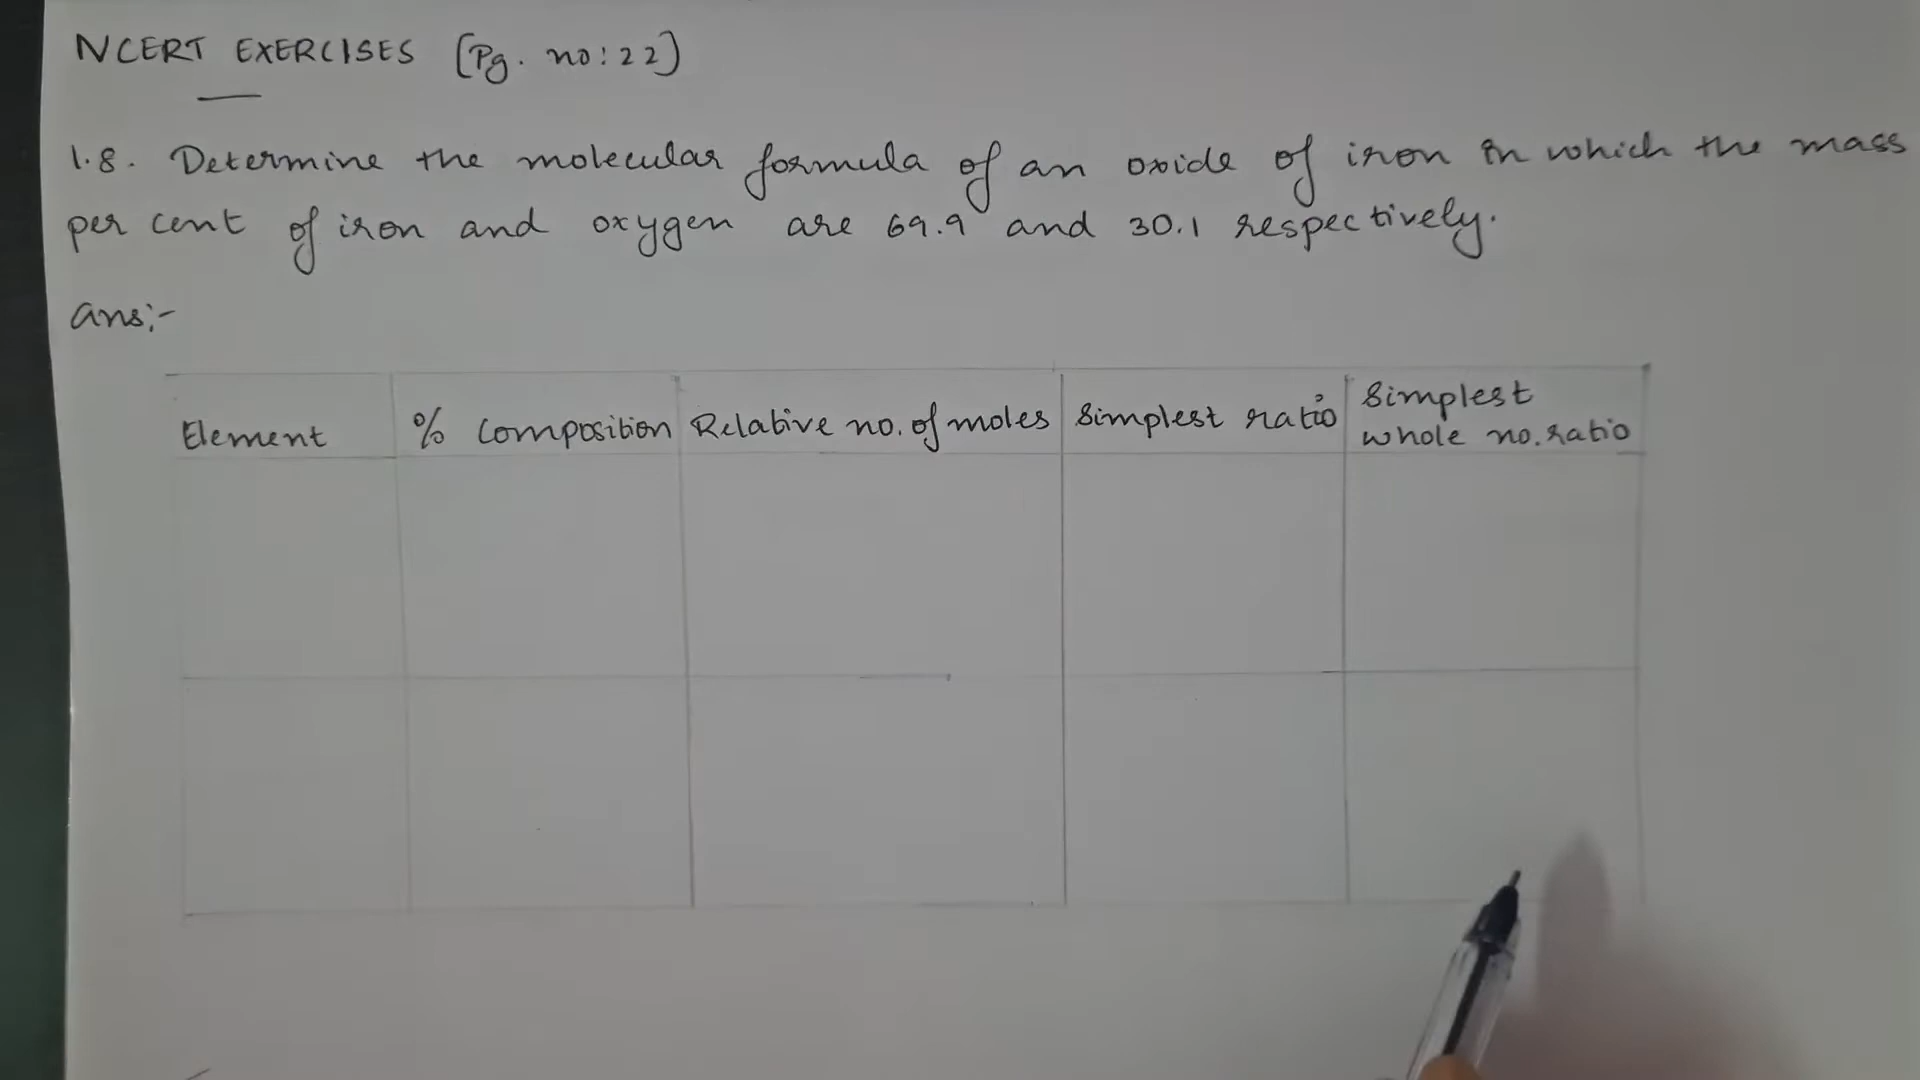 NCERT EXERCISES [Pg. no:22]
1.8. Determine the molecular formula of an oxide of iron in which the mass
per cent of iron and oxygen are 69.9 and 30.1 respectively.
ans:-
Element % composition Relative no. of moles Simplest ratio Simplest
whole no. ratio